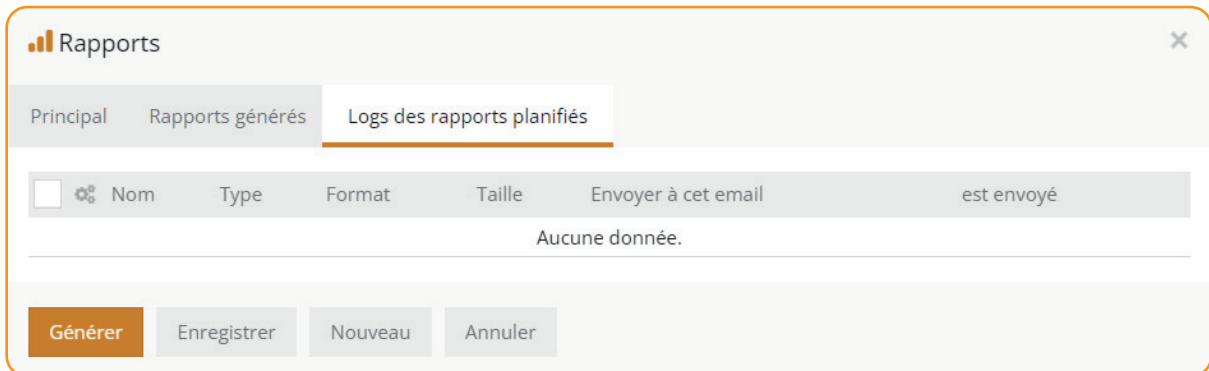 Rapports
Principal Rapports générés Logs des rapports planifiés
Nom Type Format Taille Envoyer à cet email est envoyé
Aucune donnée.
Générer Enregistrer Nouveau Annuler